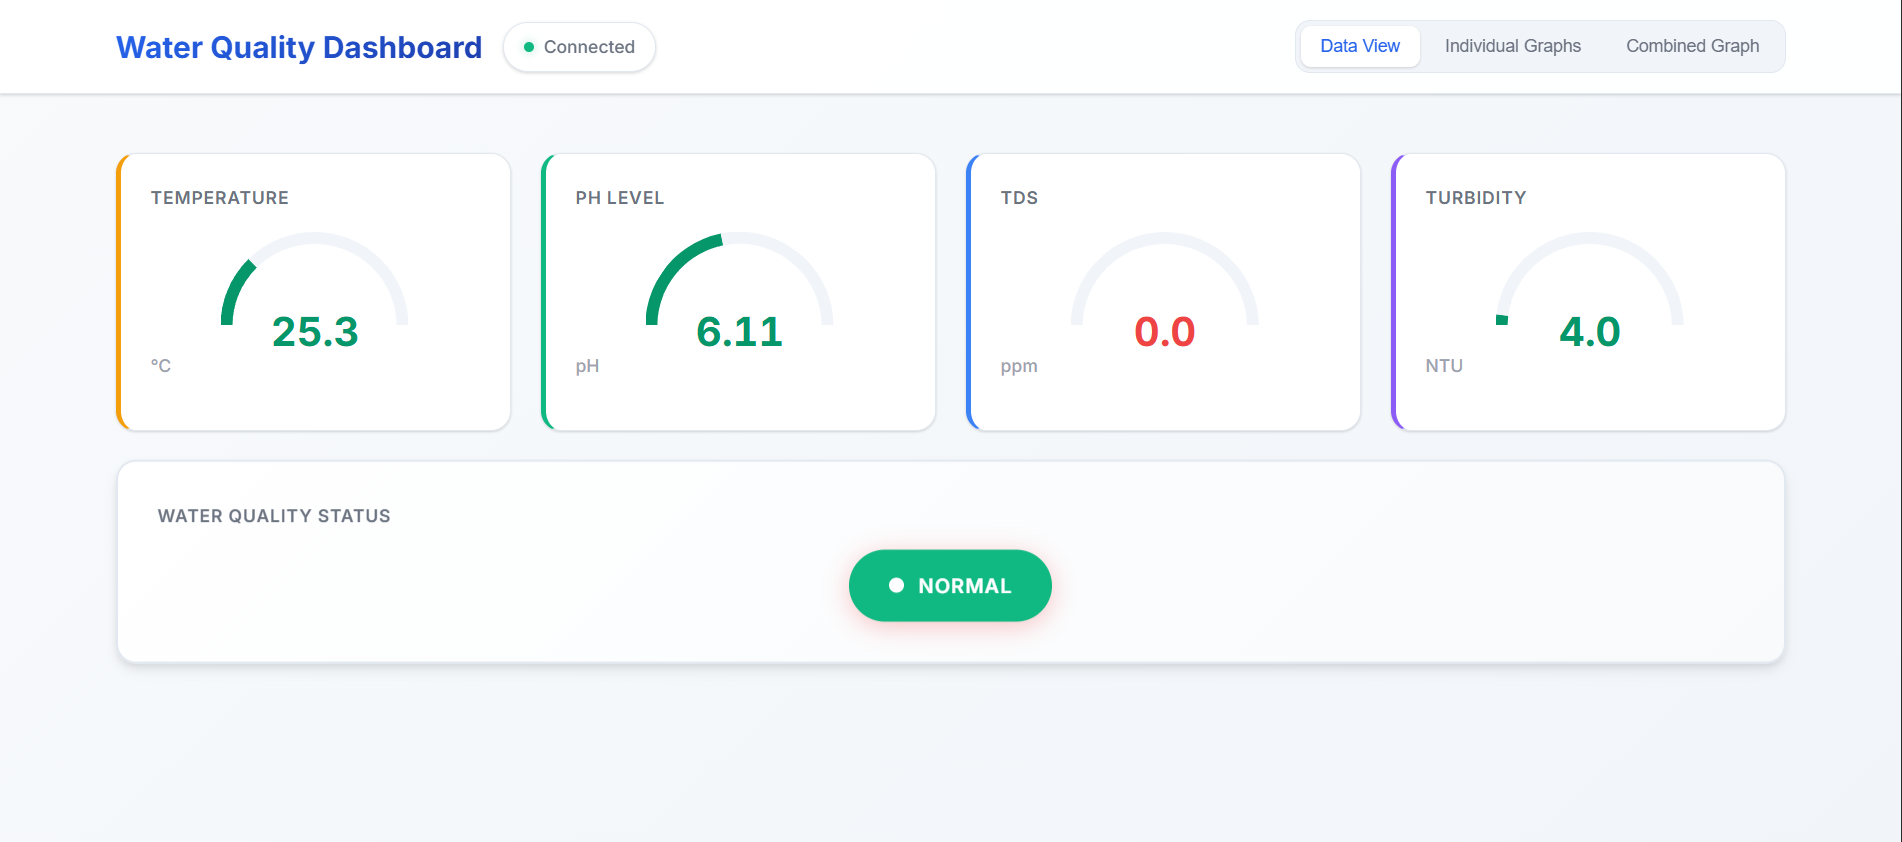 Water Quality Dashboard
Connected
Data View
Individual Graphs
Combined Graph
TEMPERATURE
25.3
°C
PH LEVEL
6.11
pH
TDS
0.0
ppm
TURBIDITY
4.0
NTU
WATER QUALITY STATUS
NORMAL